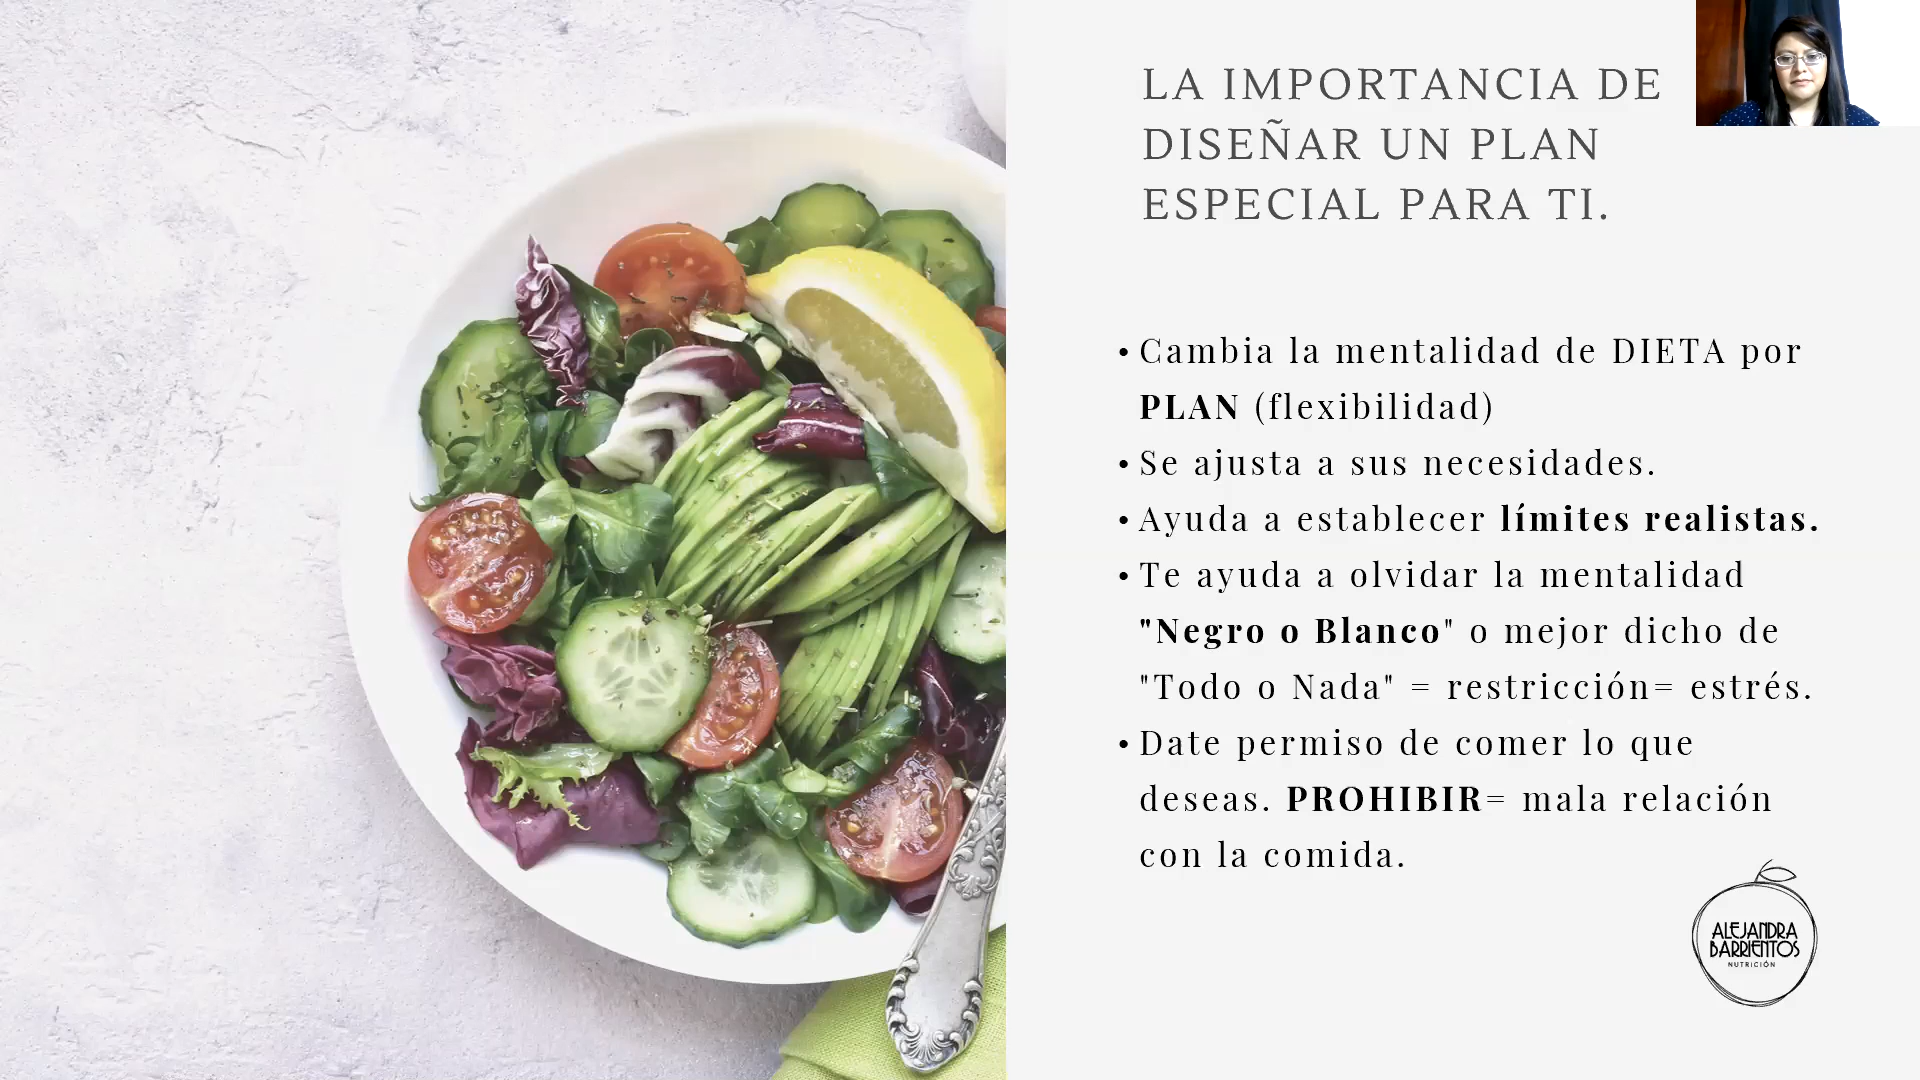 LA IMPORTANCIA DE
DISEÑAR UN PLAN
ESPECIAL PARA TI.
• Cambia la mentalidad de DIETA por
PLAN (flexibilidad)
• Se ajusta a sus necesidades.
• Ayuda a establecer límites realistas.
• Te ayuda a olvidar la mentalidad
"Negro o Blanco" o mejor dicho de
"Todo o Nada" = restricción= estrés.
• Date permiso de comer lo que
deseas. PROHIBIR= mala relación
con la comida.
ALEJANDRA
BARRIENTOS
NUTRICIÓN